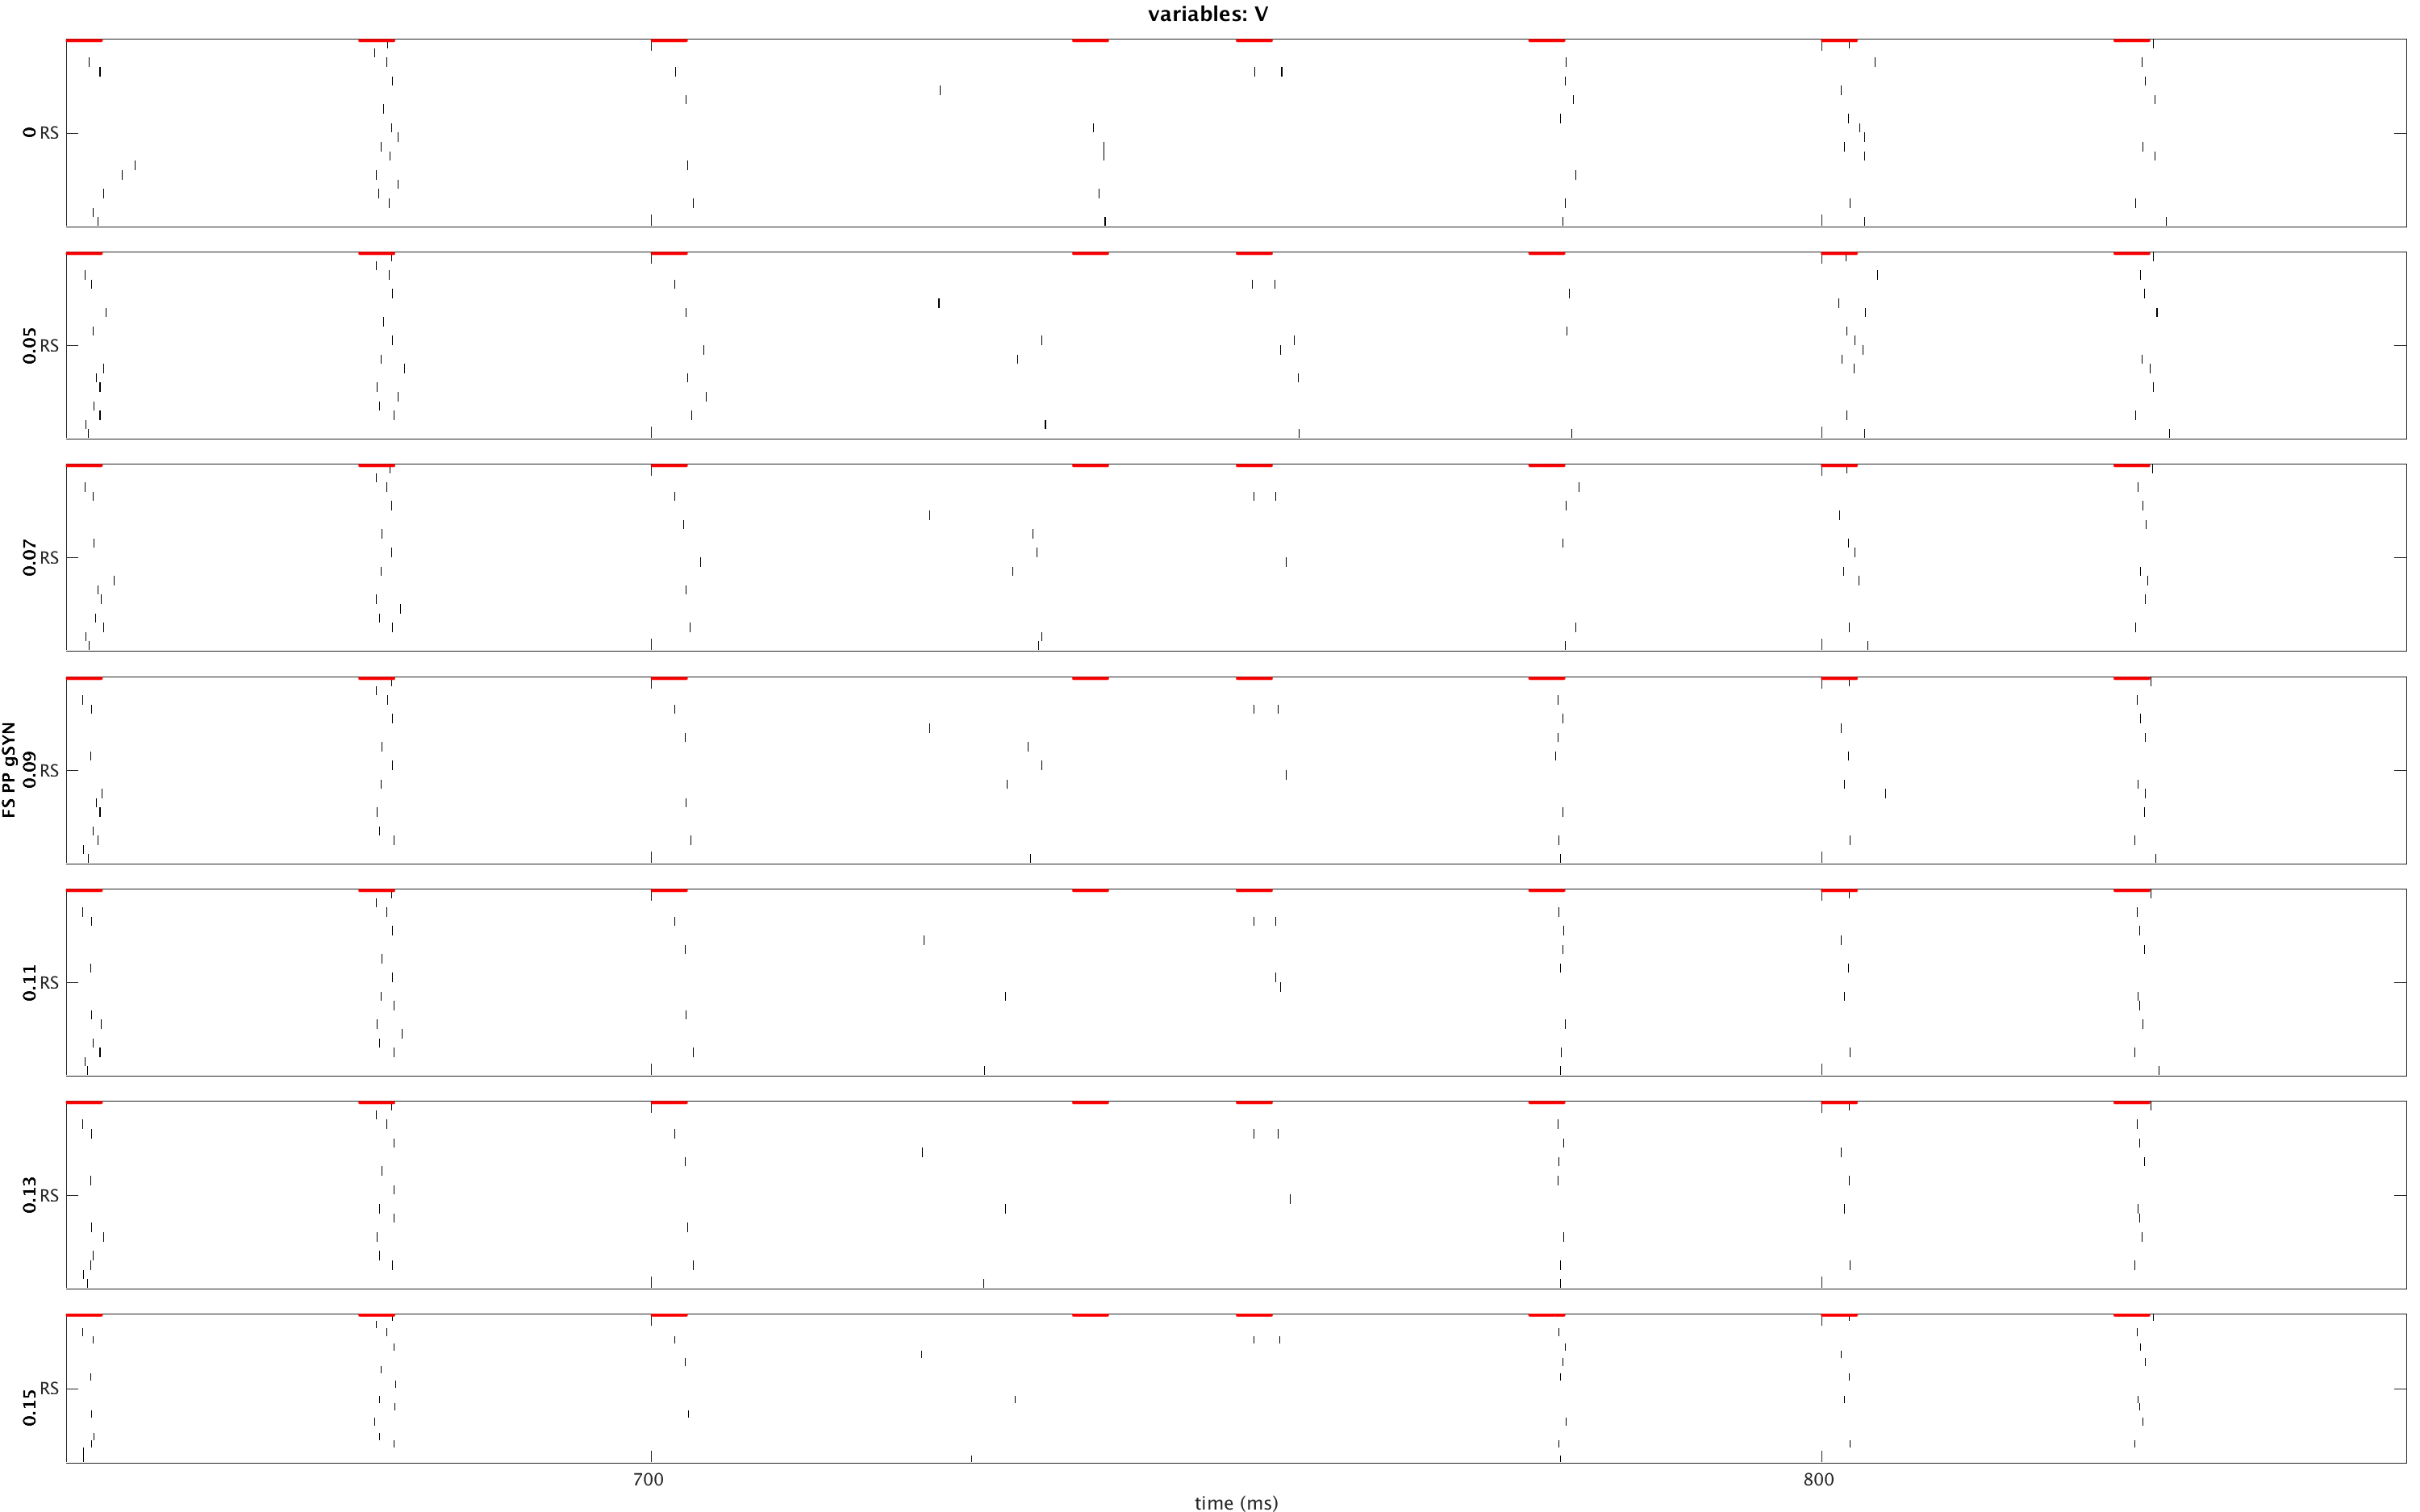 variables: V
0 RS
0.05 RS
0.07 RS
FS PP gSYN
0.09 RS
0.11 RS
0.13 RS
0.15 RS
700 800
time (ms)